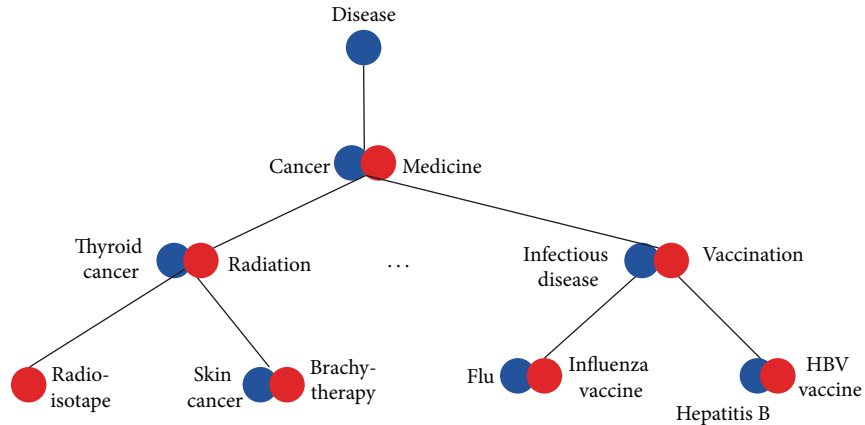 Disease
Cancer
Medicine
Thyroid
cancer
Radiation
...
Infectious
disease
Vaccination
Radio-
isotape
Skin
cancer
Brachy-
therapy
Flu
Influenza
vaccine
HBV
vaccine
Hepatitis B